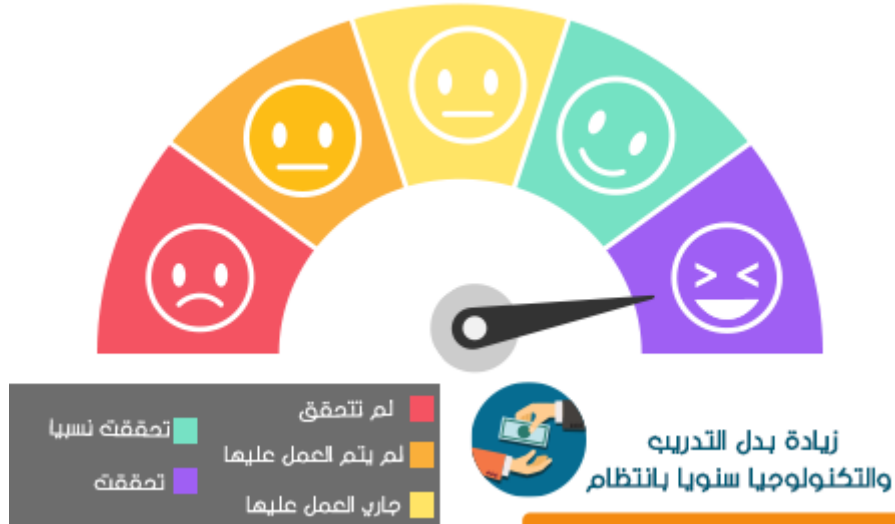 لم تتحقق
لم يتم العمل عليها
جاري العمل عليها
تحققت نسبيا
تحققت
زيادة بدل التدريب
والتكنولوجيا سنويا بانتظام